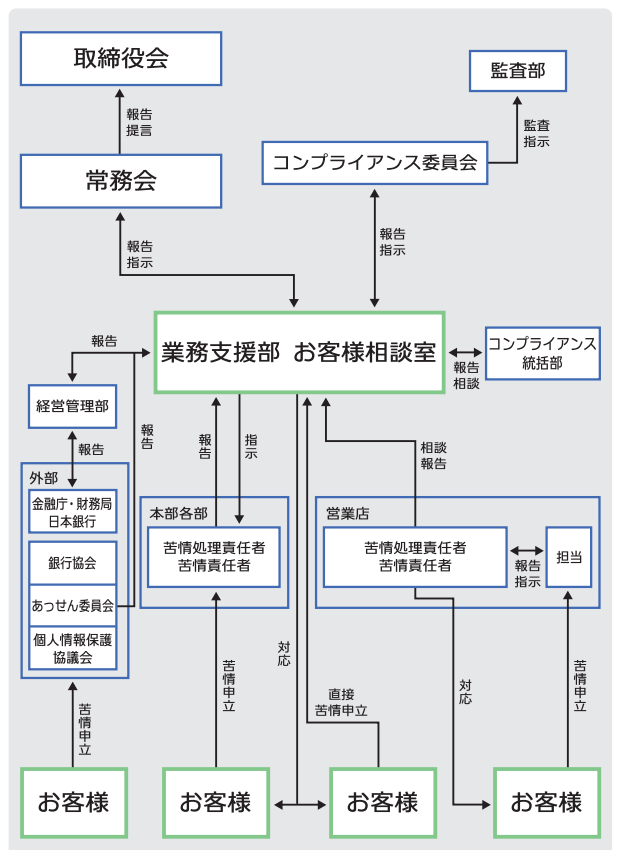 取締役会
監査部
報告
提言
監査
指示
コンプライアンス委員会
常務会
報告
指示
報告
指示
報告
業務支援部 お客様相談室
コンプライアンス
統括部
報告
相談
経営管理部
報告
報告
報告
指示
相談
報告
外部
金融庁・財務局
日本銀行
銀行協会
あっせん委員会
個人情報保護
協議会
本部各部
苦情処理責任者
苦情責任者
営業店
苦情処理責任者
苦情責任者
報告
指示
担当
対応
苦情申立
苦情申立
直接
苦情申立
対応
苦情申立
お客様
お客様
お客様
お客様